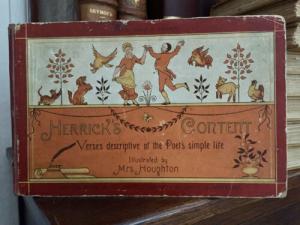 HERRICK'S CONTENT
Verses descriptive of the Poet's simple life
Illustrated by
Mrs Houghton